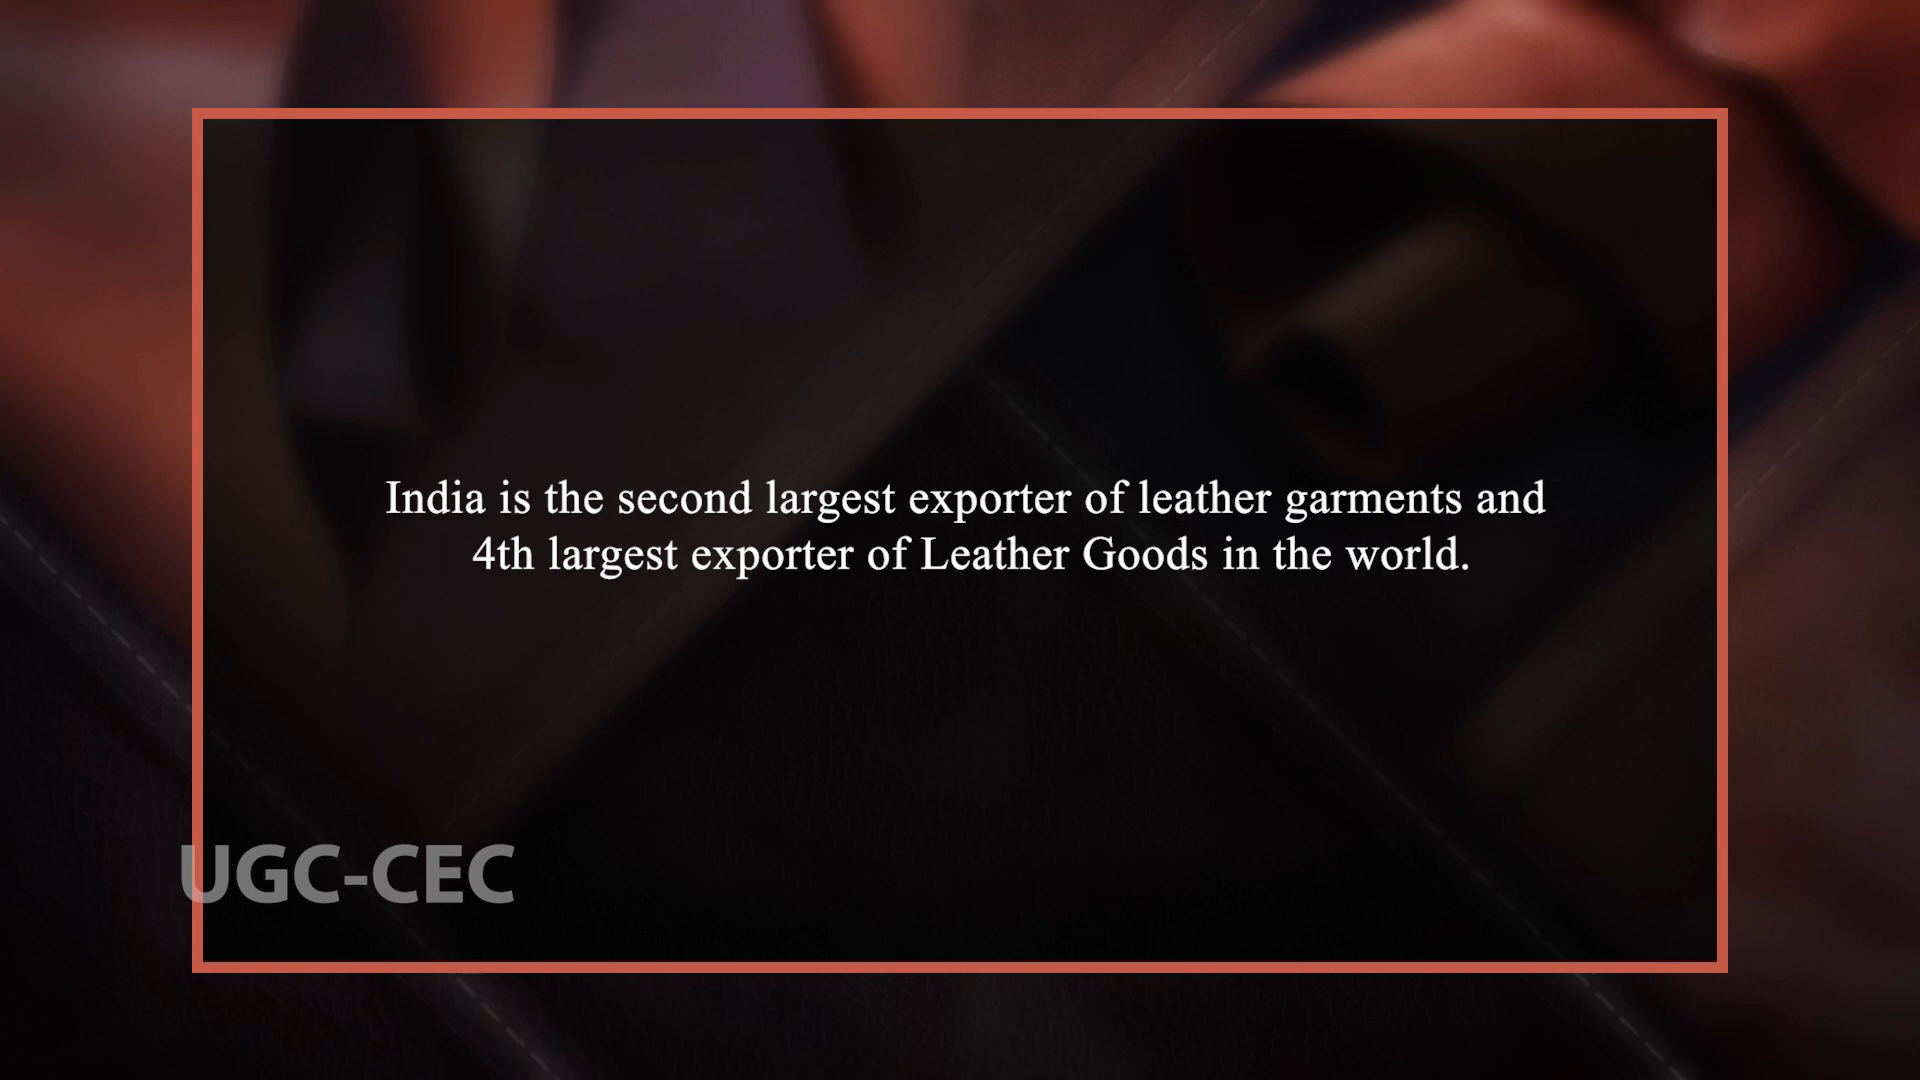 India is the second largest exporter of leather garments and
4th largest exporter of Leather Goods in the world.
UGC-CEC